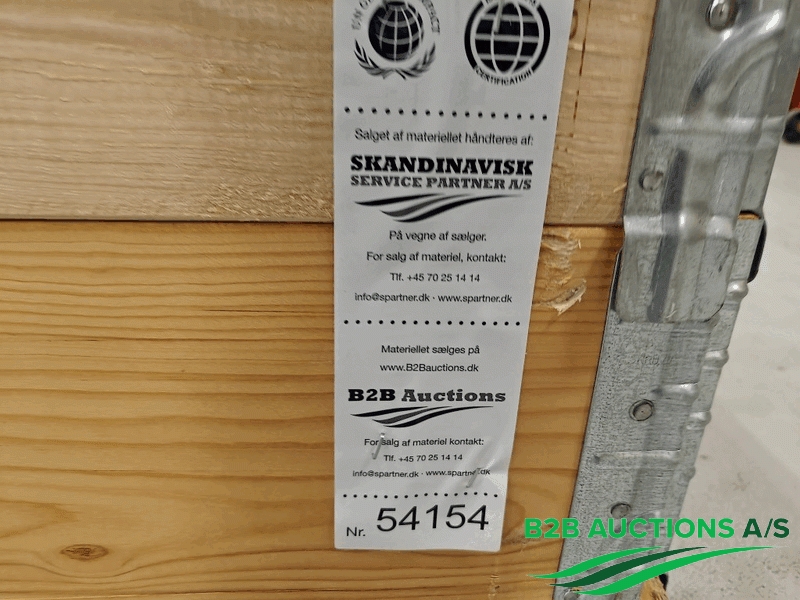 CERTIFICATION
Salget af materiellet håndteres af:
SKANDINAVISK
SERVICE PARTNER A/S
På vegne af sælger.
For salg af materiel, kontakt:
Tlf. +45 70 25 14 14
info@spartner.dk · www.spartner.dk
Materiellet sælges på
www.B2Bauctions.dk
B2B Auctions
For salg af materiel kontakt:
Tlf. +45 70 25 14 14
info@spartner.dk · www.spartner.dk
Nr. 54154
B2B AUCTIONS A/S